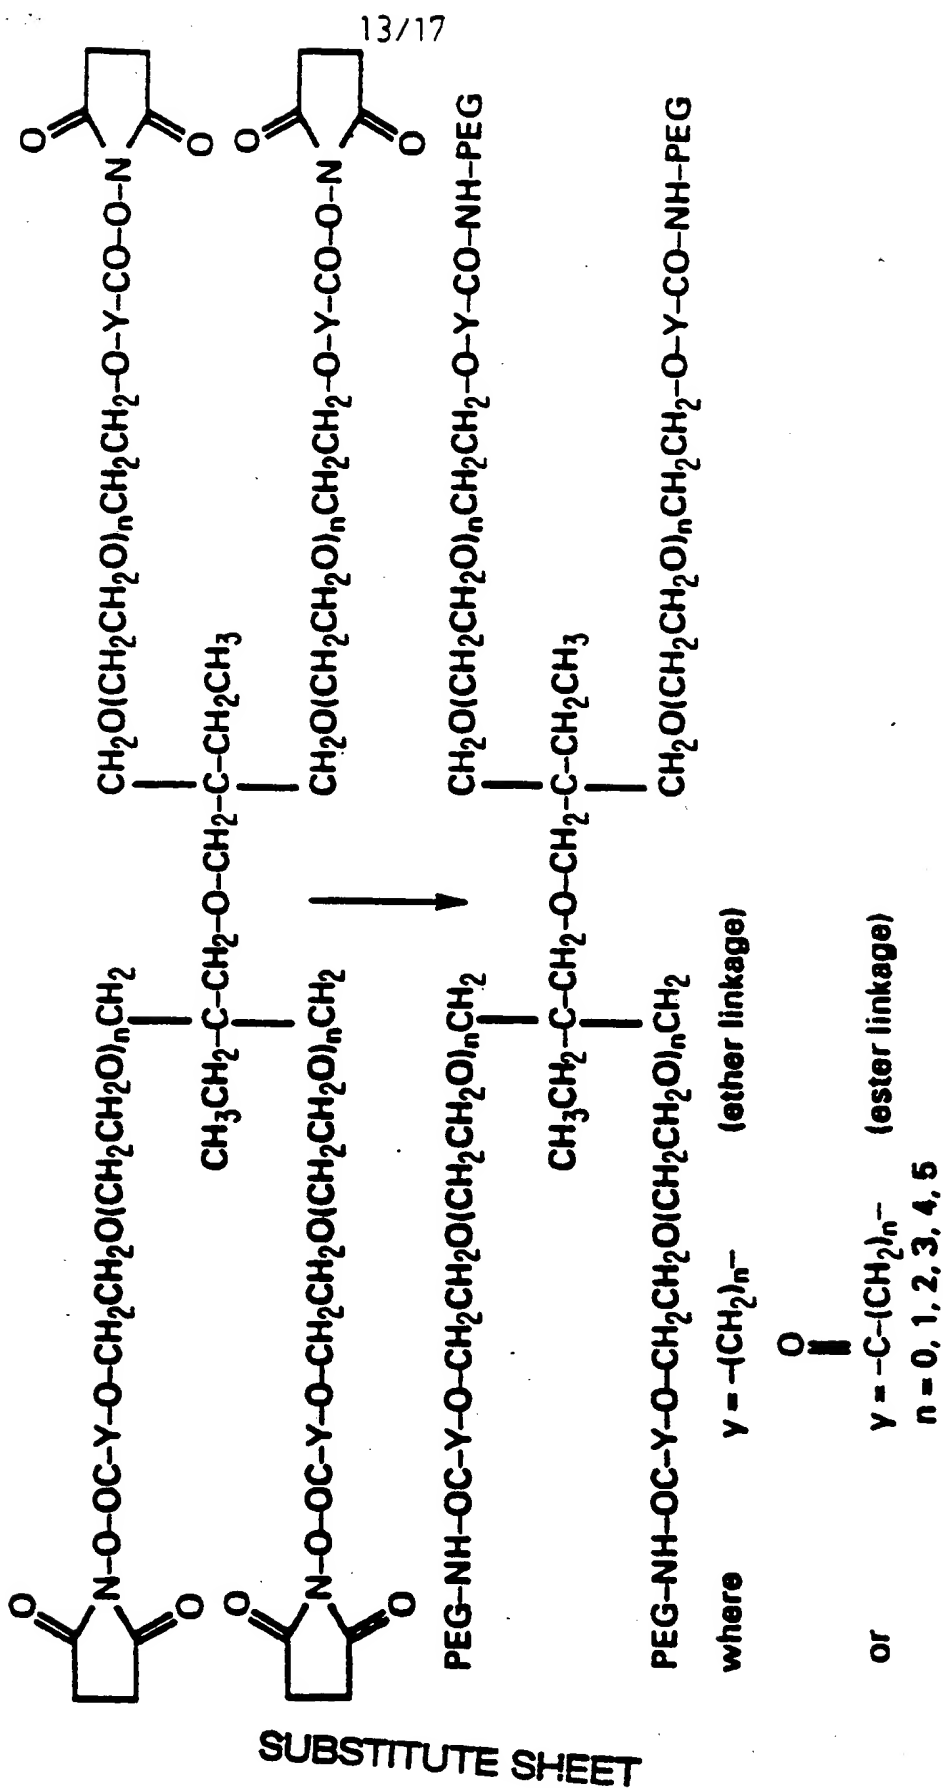 13/17
O O
N–O–OC–Y–O–CH₂CH₂O(CH₂CH₂O)ₙCH₂ CH₂O(CH₂CH₂O)ₙCH₂CH₂–O–Y–CO–O–N
O O
CH₃CH₂–C–CH₂–O–CH₂–C–CH₂CH₃
O O
N–O–OC–Y–O–CH₂CH₂O(CH₂CH₂O)ₙCH₂ CH₂O(CH₂CH₂O)ₙCH₂CH₂–O–Y–CO–O–N
O O
PEG–NH–OC–Y–O–CH₂CH₂O(CH₂CH₂O)ₙCH₂ CH₂O(CH₂CH₂O)ₙCH₂CH₂–O–Y–CO–NH–PEG
CH₃CH₂–C–CH₂–O–CH₂–C–CH₂CH₃
PEG–NH–OC–Y–O–CH₂CH₂O(CH₂CH₂O)ₙCH₂ CH₂O(CH₂CH₂O)ₙCH₂CH₂–O–Y–CO–NH–PEG
where y = –(CH₂)ₙ– (ether linkage)
O
or y = –C–(CH₂)ₙ– (ester linkage)
n = 0, 1, 2, 3, 4, 5
SUBSTITUTE SHEET